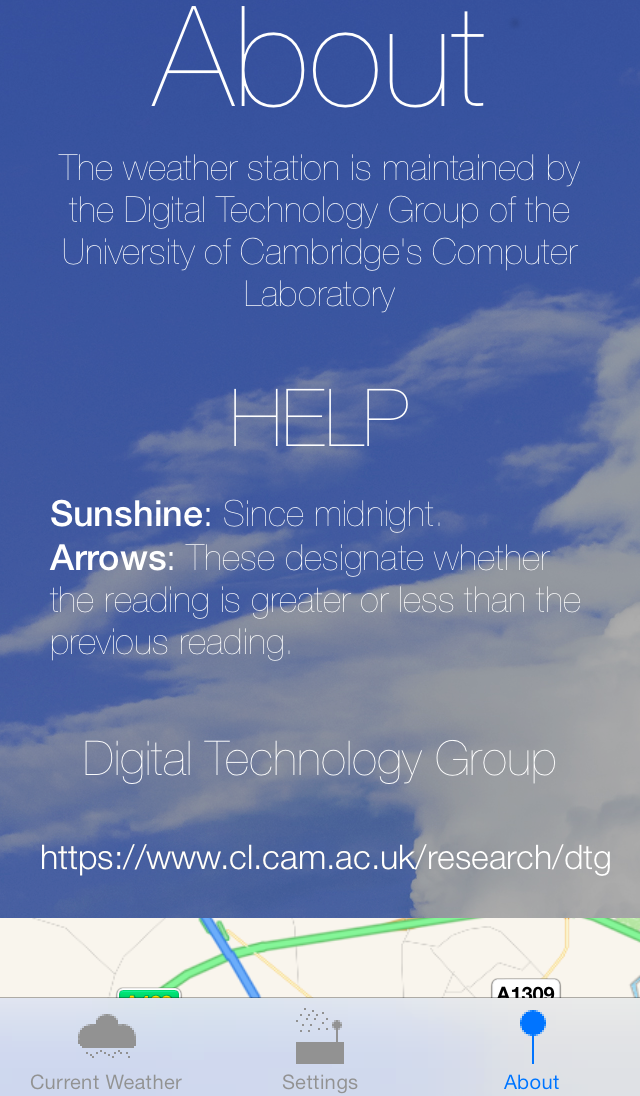 About
The weather station is maintained by
the Digital Technology Group of the
University of Cambridge's Computer
Laboratory
HELP
Sunshine: Since midnight.
Arrows: These designate whether
the reading is greater or less than the
previous reading.
Digital Technology Group
https://www.cl.cam.ac.uk/research/dtg
A1309
Current Weather
Settings
About